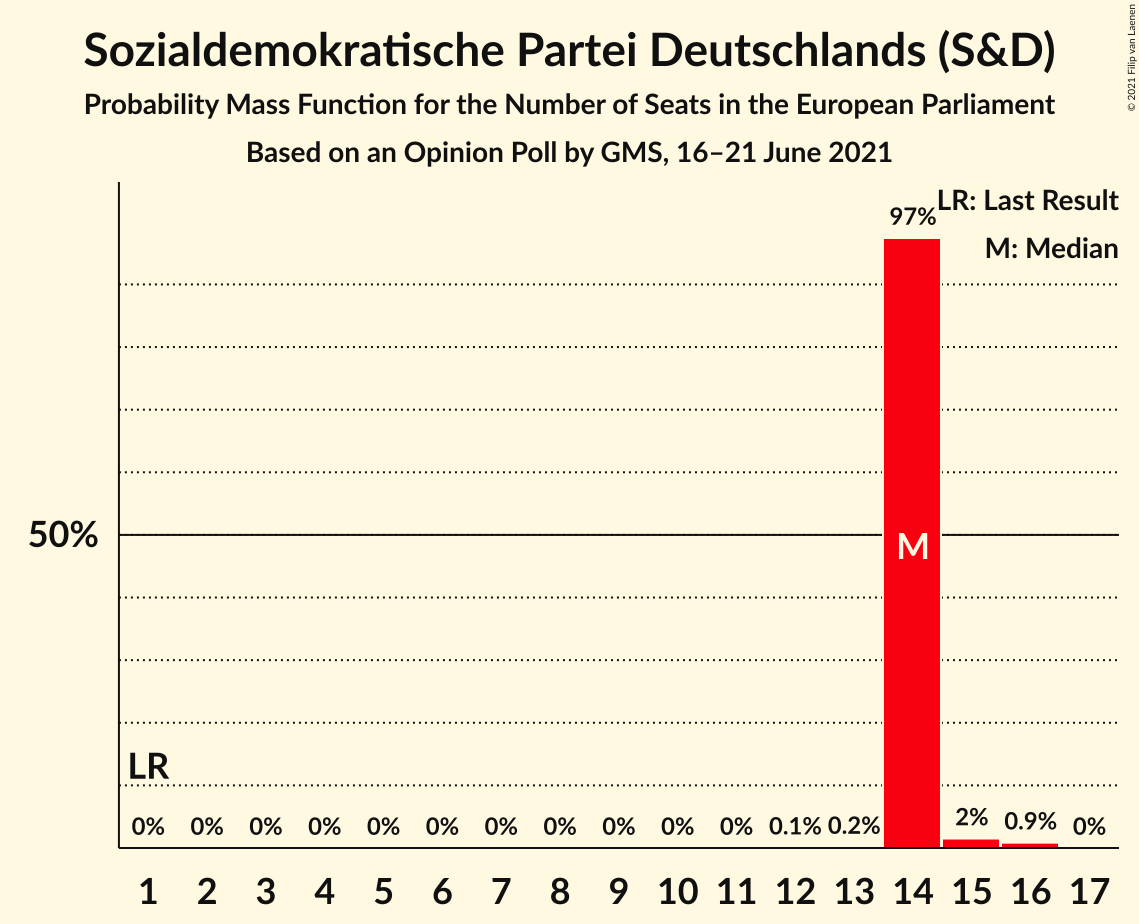 Sozialdemokratische Partei Deutschlands (S&D)
Probability Mass Function for the Number of Seats in the European Parliament
Based on an Opinion Poll by GMS, 16–21 June 2021
© 2021 Filip van Laenen
LR: Last Result
M: Median
97%
50%
M
LR
0% 0% 0% 0% 0% 0% 0% 0% 0% 0% 0% 0.1% 0.2% 2% 0.9% 0%
1 2 3 4 5 6 7 8 9 10 11 12 13 14 15 16 17